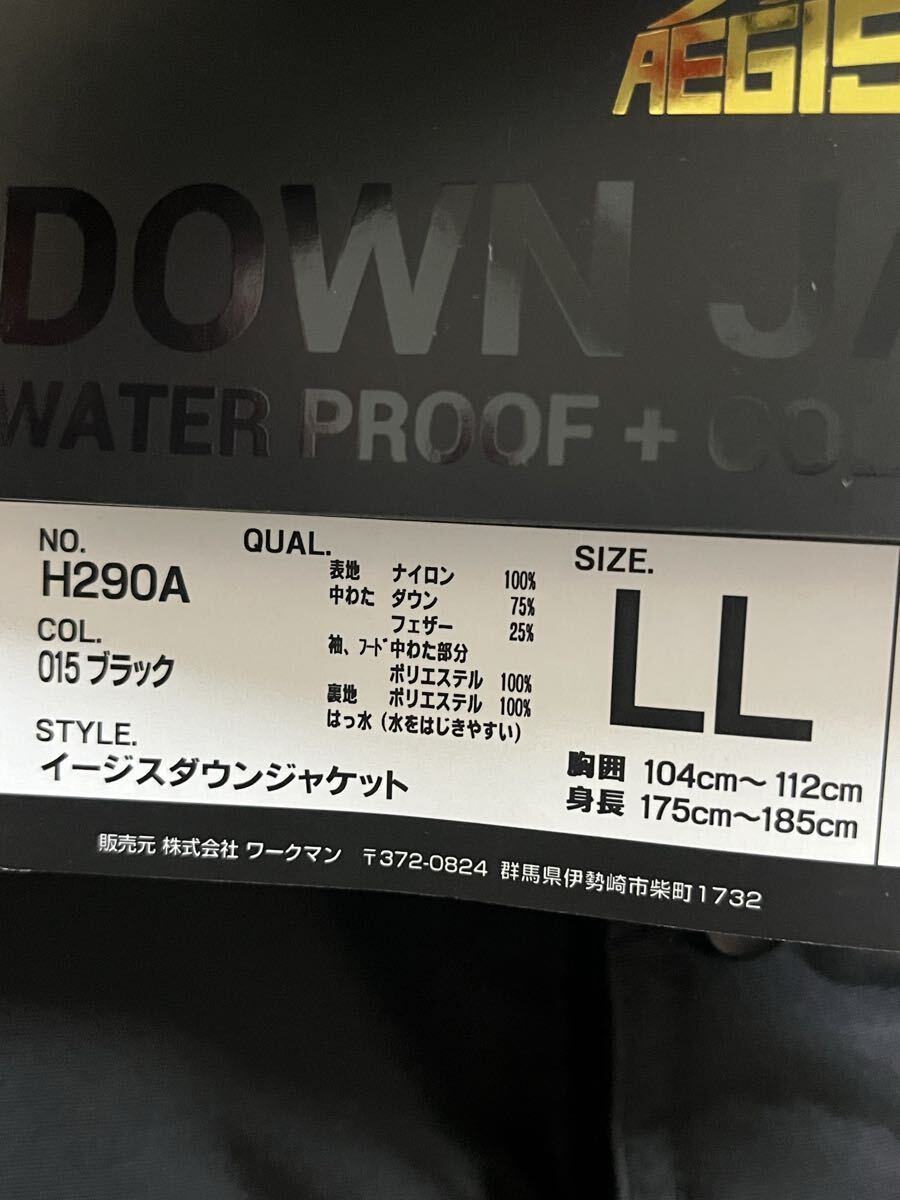 AEGIS
DOWN JA
WATER PROOF + CO
NO.
H290A
COL.
015 ブラック
STYLE.
イージスダウンジャケット
QUAL.
表地 ナイロン 100%
中わた ダウン 75%
フェザー 25%
袖、フード中わた部分
ポリエステル 100%
裏地 ポリエステル 100%
はっ水（水をはじきやすい）
SIZE.
LL
胸囲 104cm～112cm
身長 175cm～185cm
販売元 株式会社 ワークマン 〒372-0824 群馬県伊勢崎市柴町1732